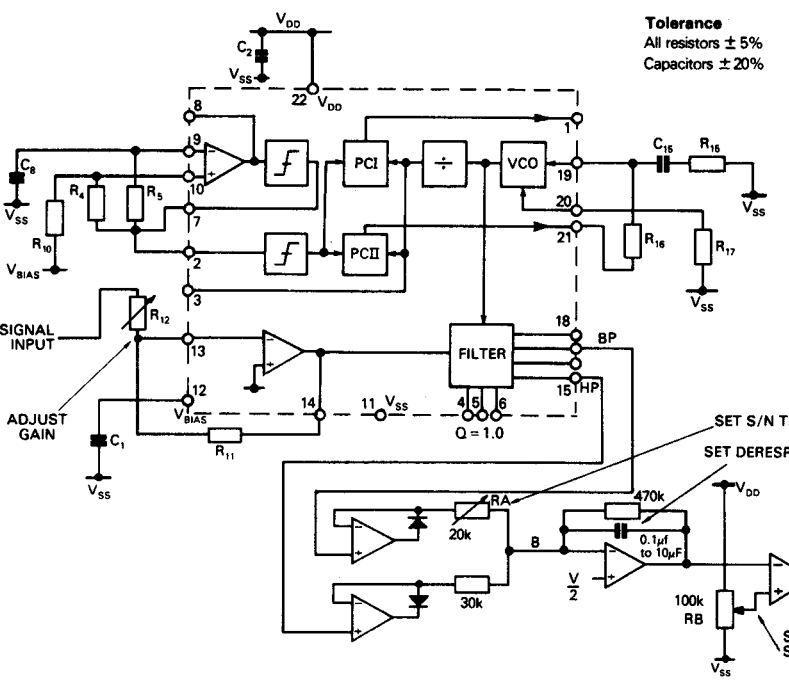 Tolerance
All resistors ± 5%
Capacitors ± 20%
V_DD
C_2
V_SS
22 V_DD
8
9
10
7
2
3
13
12
V_BIAS
14
11 V_SS
4 5 6
Q = 1.0
1
19
20
21
18
15
BP
HP
C_8
V_SS
R_4
R_5
R_10
V_BIAS
PCI
÷
VCO
PCII
C_15
R_15
V_SS
R_16
R_17
V_SS
SIGNAL
INPUT
R_12
ADJUST
GAIN
C_1
V_SS
R_11
FILTER
SET S/N T
SET DERESP
RA
20k
30k
B
470k
0.1µf
to 10µF
V/2
V_DD
100k
RB
V_SS
S
S